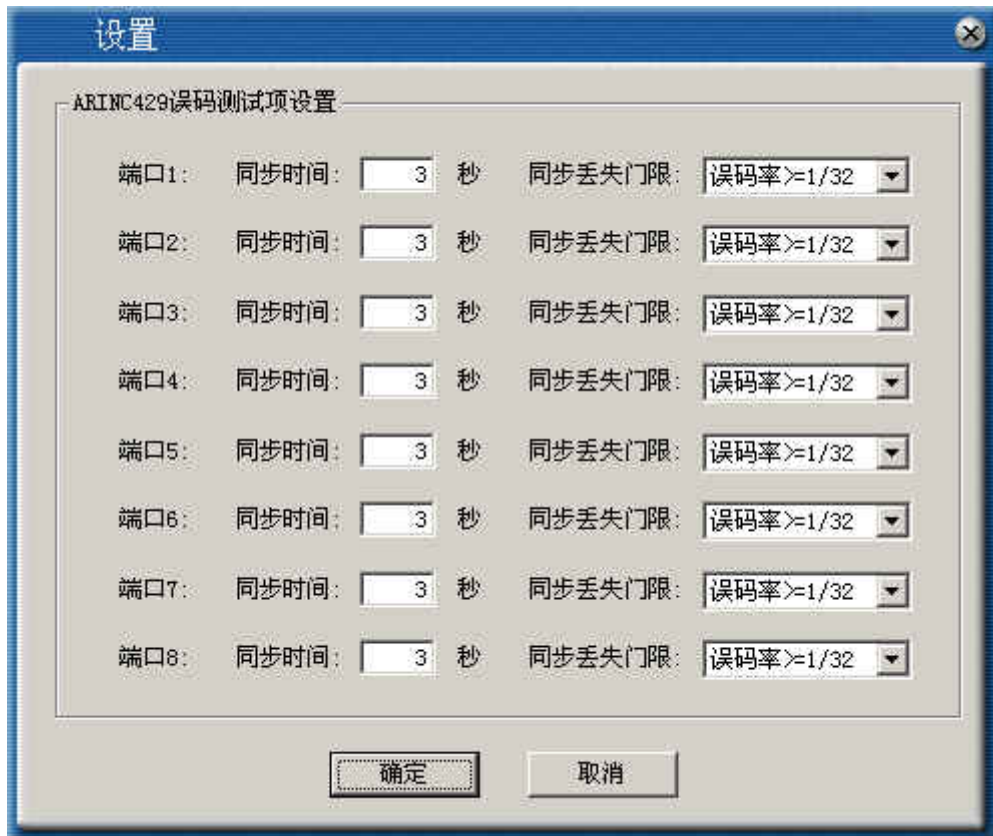 设置
ARINC429误码测试项设置
端口1: 同步时间: 3 秒 同步丢失门限: 误码率>=1/32
端口2: 同步时间: 3 秒 同步丢失门限: 误码率>=1/32
端口3: 同步时间: 3 秒 同步丢失门限: 误码率>=1/32
端口4: 同步时间: 3 秒 同步丢失门限: 误码率>=1/32
端口5: 同步时间: 3 秒 同步丢失门限: 误码率>=1/32
端口6: 同步时间: 3 秒 同步丢失门限: 误码率>=1/32
端口7: 同步时间: 3 秒 同步丢失门限: 误码率>=1/32
端口8: 同步时间: 3 秒 同步丢失门限: 误码率>=1/32
确定 取消